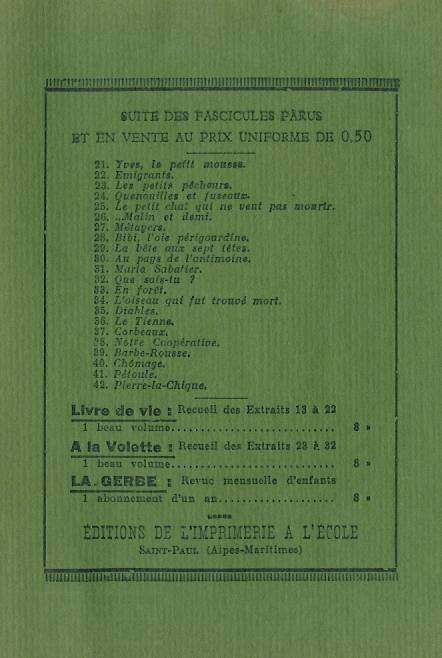 SUITE DES FASCICULES PARUS
ET EN VENTE AU PRIX UNIFORME DE 0,50
21. Yves, le petit mousse.
22. Emigrants.
23. Les petits pêcheurs.
24. Quenouilles et fuseaux.
25. Le petit chat qui ne veut pas mourir.
26. ..Malin et demi.
27. Métayers.
28. Bibi, l'oie périgourdine.
29. La bête aux sept têtes.
30. Au pays de l'antimoine.
31. Maria Sabatier.
32. Que sais-tu ?
33. En forêt.
34. L'oiseau qui fut trouvé mort.
35. Diables.
36. Le Tienne.
37. Corbeaux.
38. Notre Coopérative.
39. Barbe-Rousse.
40. Chômage.
41. Pétoule.
42. Pierre-la-Chique.
Livre de vie : Recueil des Extraits 13 à 22
1 beau volume........................... 8 »
A la Volette : Recueil des Extraits 23 à 32
1 beau volume........................... 8 »
LA GERBE : Revue mensuelle d'enfants
1 abonnement d'un an................... 8 »
ÉDITIONS DE L'IMPRIMERIE A L'ÉCOLE
SAINT-PAUL (Alpes-Maritimes)